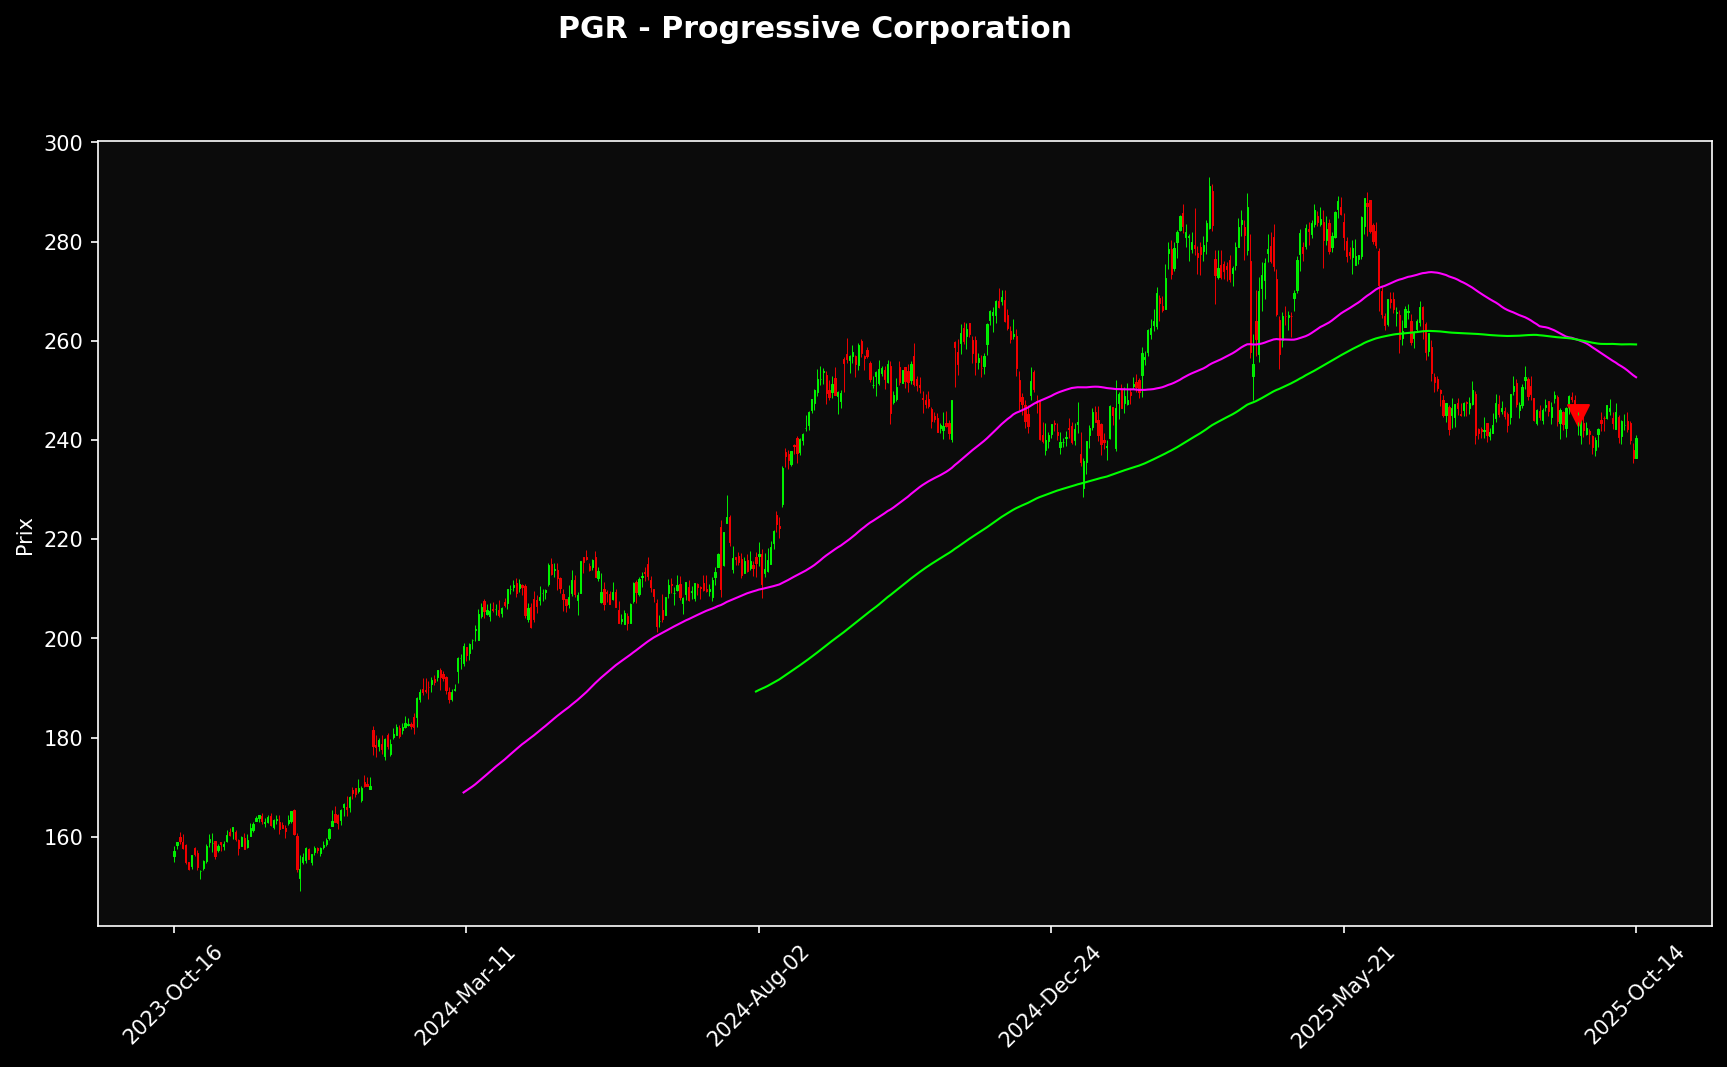 PGR - Progressive Corporation
300
280
260
240
220
200
180
160
Prix
2023-Oct-16
2024-Mar-11
2024-Aug-02
2024-Dec-24
2025-May-21
2025-Oct-14